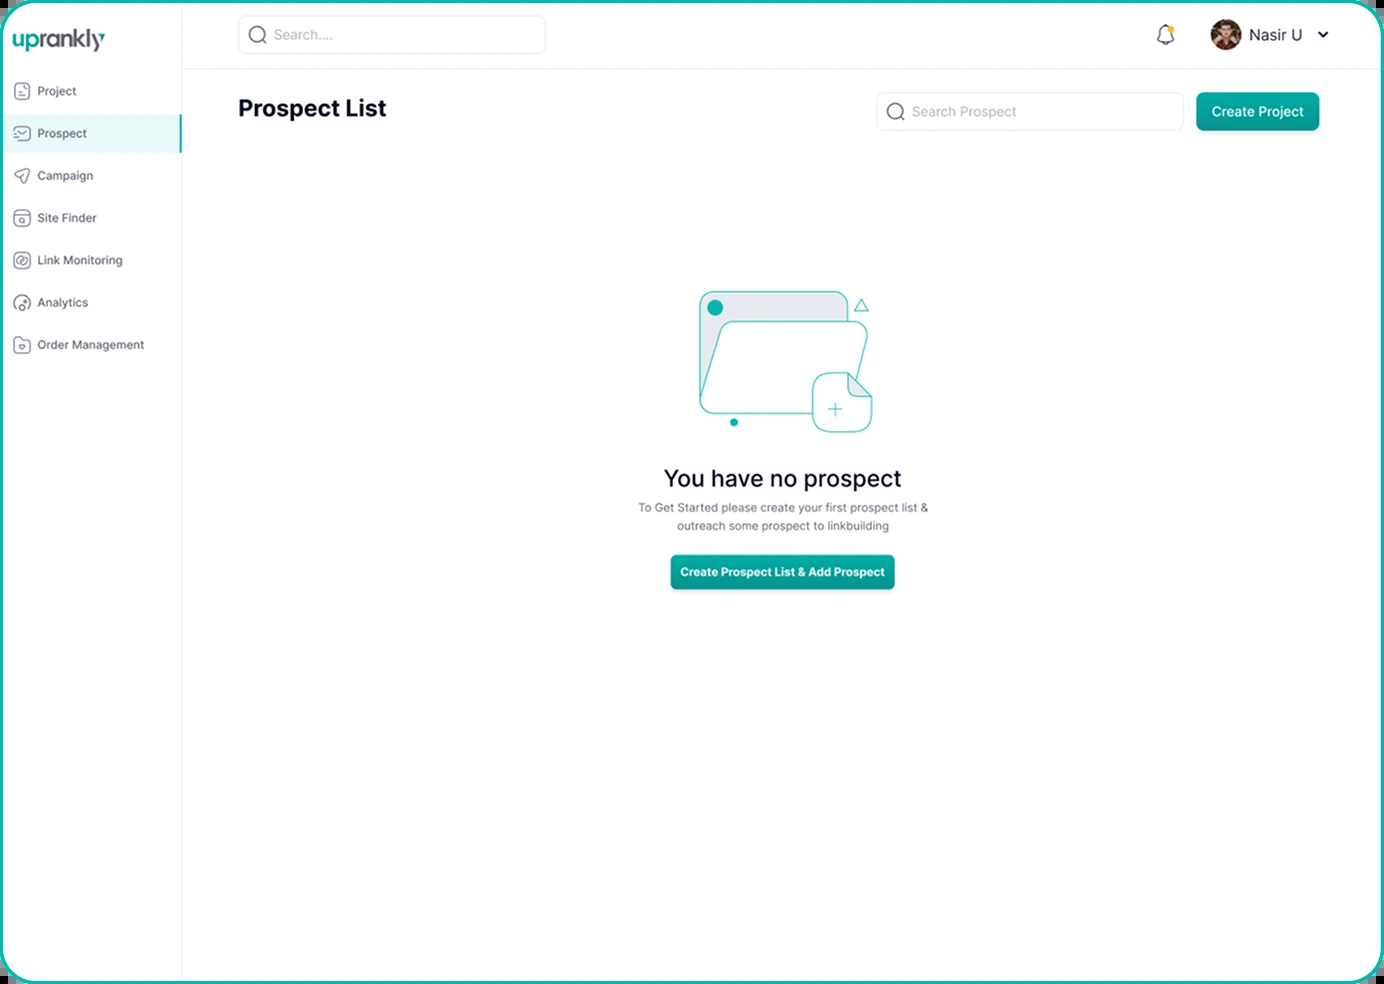 uprankly
Search....
Nasir U
Project
Prospect
Campaign
Site Finder
Link Monitoring
Analytics
Order Management
Prospect List
Search Prospect
Create Project
You have no prospect
To Get Started please create your first prospect list &
outreach some prospect to linkbuilding
Create Prospect List & Add Prospect